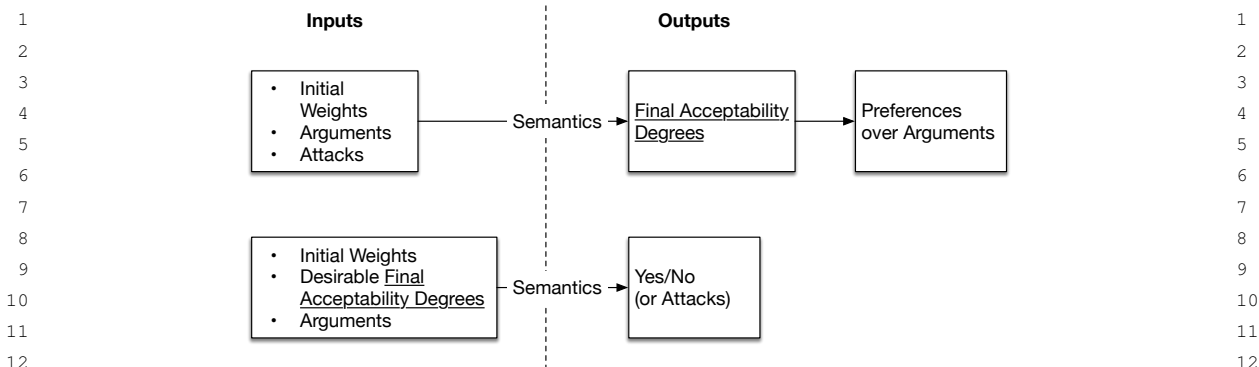 Inputs
Outputs
• Initial
Weights
• Arguments
• Attacks
Semantics
Final Acceptability
Degrees
Preferences
over Arguments
• Initial Weights
• Desirable Final
Acceptability Degrees
• Arguments
Semantics
Yes/No
(or Attacks)
1
2
3
4
5
6
7
8
9
10
11
12
1
2
3
4
5
6
7
8
9
10
11
12